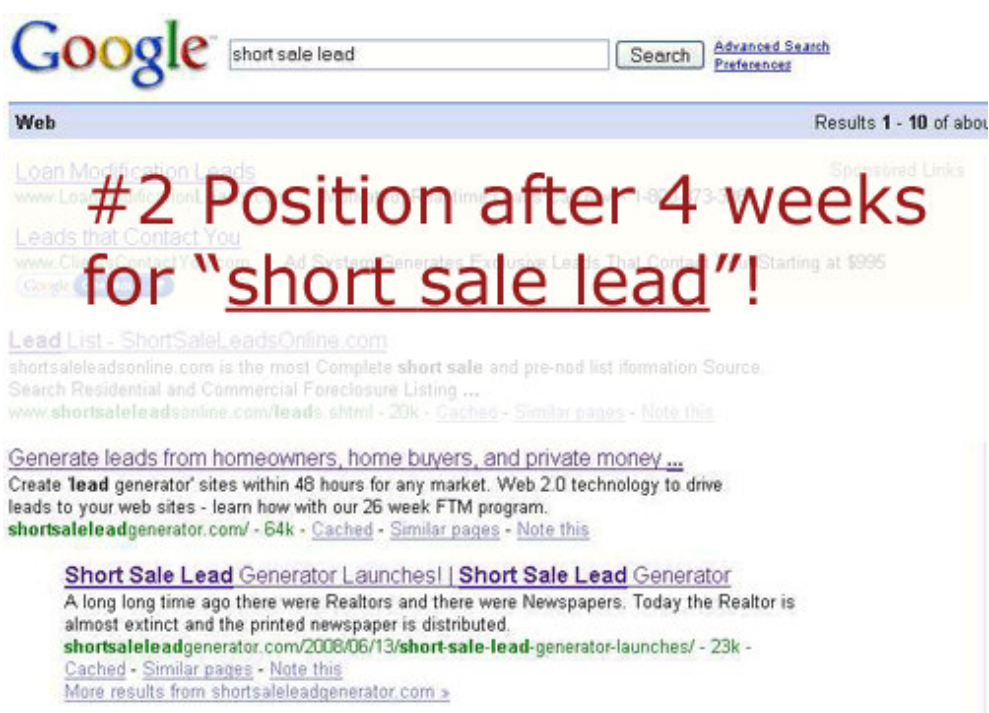 Google short sale lead Search Advanced Search
Preferences
Web Results 1 - 10 of abou
Loan Modification Leads Sponsored Links
#2 Position after 4 weeks
Leads that Contact You
for “short sale lead”!
Lead List - ShortSaleLeadsOnline.com
shortsaleleadsonline.com is the most Complete short sale and pre-nod list iformation Source.
Search Residential and Commercial Foreclosure Listing ...
www.shortsaleleadsonline.com/leads.shtml - 20k - Cached - Similar pages - Note this
Generate leads from homeowners, home buyers, and private money ...
Create 'lead generator' sites within 48 hours for any market. Web 2.0 technology to drive
leads to your web sites - learn how with our 26 week FTM program.
shortsaleleadgenerator.com/ - 64k - Cached - Similar pages - Note this
Short Sale Lead Generator Launches! | Short Sale Lead Generator
A long long time ago there were Realtors and there were Newspapers. Today the Realtor is
almost extinct and the printed newspaper is distributed.
shortsaleleadgenerator.com/2008/06/13/short-sale-lead-generator-launches/ - 23k -
Cached - Similar pages - Note this
More results from shortsaleleadgenerator.com »